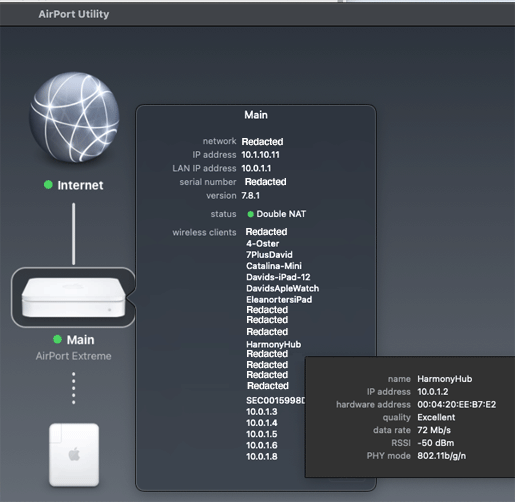 AirPort Utility
Internet
Main
AirPort Extreme
Main
network Redacted
IP address 10.1.10.11
LAN IP address 10.0.1.1
serial number Redacted
version 7.8.1
status Double NAT
wireless clients Redacted
4-Oster
7PlusDavid
Catalina-Mini
Davids-iPad-12
DavidsApleWatch
EleanortersiPad
Redacted
Redacted
Redacted
HarmonyHub
Redacted
Redacted
Redacted
Redacted
SEC0015998D
10.0.1.3
10.0.1.4
10.0.1.5
10.0.1.6
10.0.1.8
name HarmonyHub
IP address 10.0.1.2
hardware address 00:04:20:EE:B7:E2
quality Excellent
data rate 72 Mb/s
RSSI -50 dBm
PHY mode 802.11b/g/n